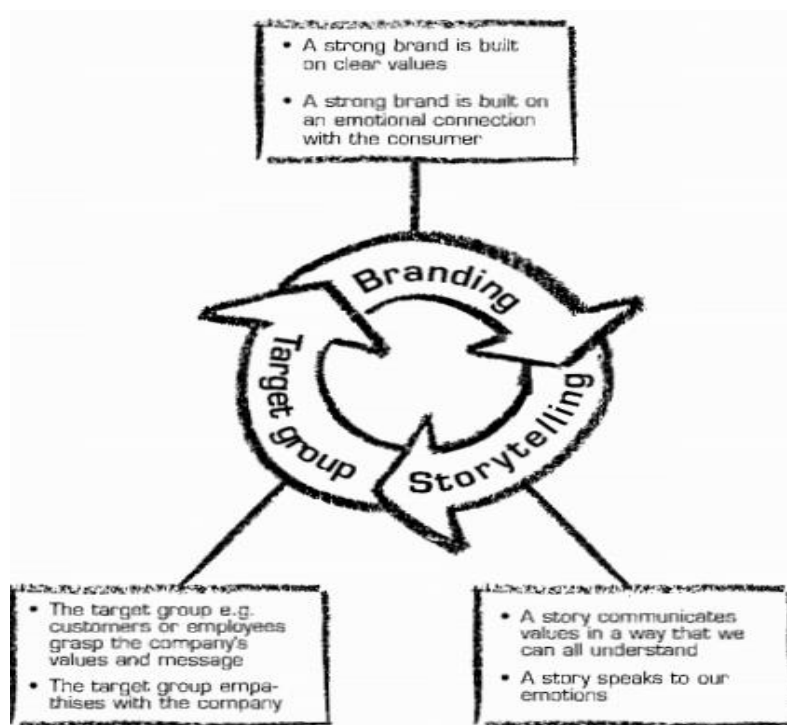 • A strong brand is built
on clear values
• A strong brand is built on
an emotional connection
with the consumer
Branding
Target group
Storytelling
• The target group e.g.
customers or employees
grasp the company's
values and message
• The target group empa-
thises with the company
• A story communicates
values in a way that we
can all understand
• A story speaks to our
emotions